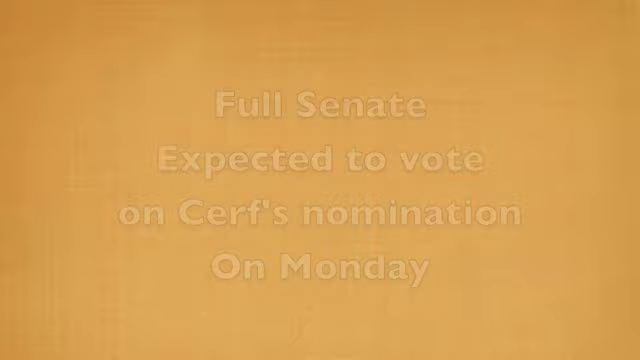 Full Senate
Expected to vote
on Cerf's nomination
On Monday